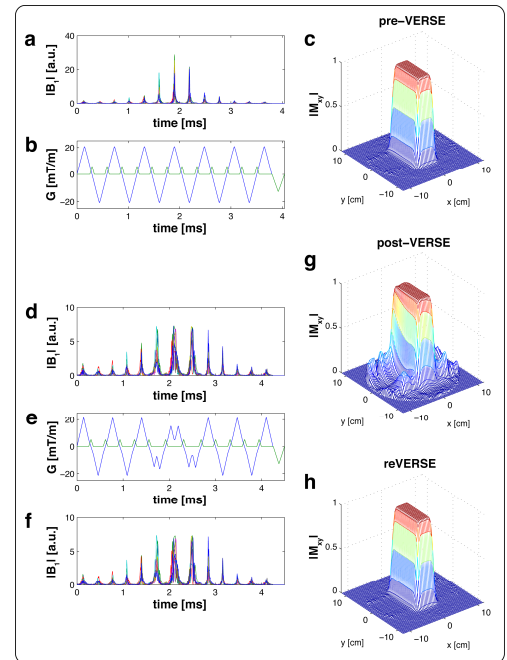 a
|B₁| [a.u.]
40
20
0
0
1
2
3
4
time [ms]
b
G [mT/m]
20
0
−20
0
1
2
3
4
time [ms]
c
pre−VERSE
|Mxy|
1
0.5
0
10
0
−10
y [cm]
−10
0
10
x [cm]
d
|B₁| [a.u.]
10
5
0
0
1
2
3
4
time [ms]
e
G [mT/m]
20
0
−20
0
1
2
3
4
time [ms]
f
|B₁| [a.u.]
10
5
0
0
1
2
3
4
time [ms]
post−VERSE
g
|Mxy|
1
0.5
0
10
0
−10
y [cm]
−10
0
10
x [cm]
reVERSE
h
|Mxy|
1
0.5
0
10
0
−10
y [cm]
−10
0
10
x [cm]